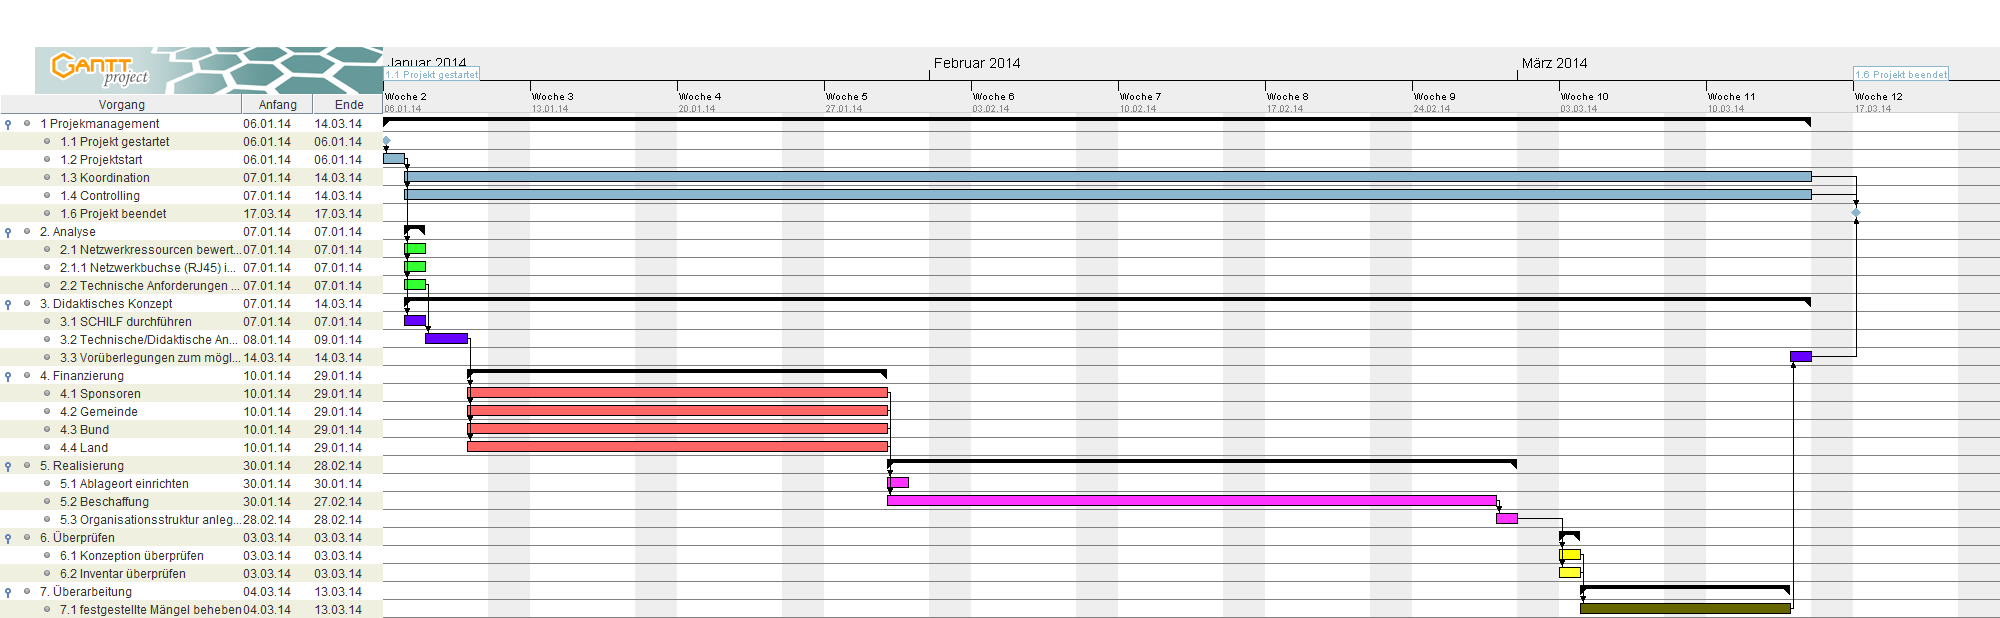 GANTT
project
Januar 2014
Februar 2014
März 2014
1.1 Projekt gestartet
1.6 Projekt beendet
Woche 2
Woche 3
Woche 4
Woche 5
Woche 6
Woche 7
Woche 8
Woche 9
Woche 10
Woche 11
Woche 12
06.01.14
13.01.14
20.01.14
27.01.14
03.02.14
10.02.14
17.02.14
24.02.14
03.03.14
10.03.14
17.03.14
Vorgang Anfang Ende
1 Projekmanagement 06.01.14 14.03.14
1.1 Projekt gestartet 06.01.14 06.01.14
1.2 Projektstart 06.01.14 06.01.14
1.3 Koordination 07.01.14 14.03.14
1.4 Controlling 07.01.14 14.03.14
1.6 Projekt beendet 17.03.14 17.03.14
2. Analyse 07.01.14 07.01.14
2.1 Netzwerkressourcen bewert... 07.01.14 07.01.14
2.1.1 Netzwerkbuchse (RJ45) i... 07.01.14 07.01.14
2.2 Technische Anforderungen ... 07.01.14 07.01.14
3. Didaktisches Konzept 07.01.14 14.03.14
3.1 SCHILF durchführen 07.01.14 07.01.14
3.2 Technische/Didaktische An... 08.01.14 09.01.14
3.3 Vorüberlegungen zum mögl... 14.03.14 14.03.14
4. Finanzierung 10.01.14 29.01.14
4.1 Sponsoren 10.01.14 29.01.14
4.2 Gemeinde 10.01.14 29.01.14
4.3 Bund 10.01.14 29.01.14
4.4 Land 10.01.14 29.01.14
5. Realisierung 30.01.14 28.02.14
5.1 Ablageort einrichten 30.01.14 30.01.14
5.2 Beschaffung 30.01.14 27.02.14
5.3 Organisationsstruktur anleg... 28.02.14 28.02.14
6. Überprüfen 03.03.14 03.03.14
6.1 Konzeption überprüfen 03.03.14 03.03.14
6.2 Inventar überprüfen 03.03.14 03.03.14
7. Überarbeitung 04.03.14 13.03.14
7.1 festgestellte Mängel beheben 04.03.14 13.03.14